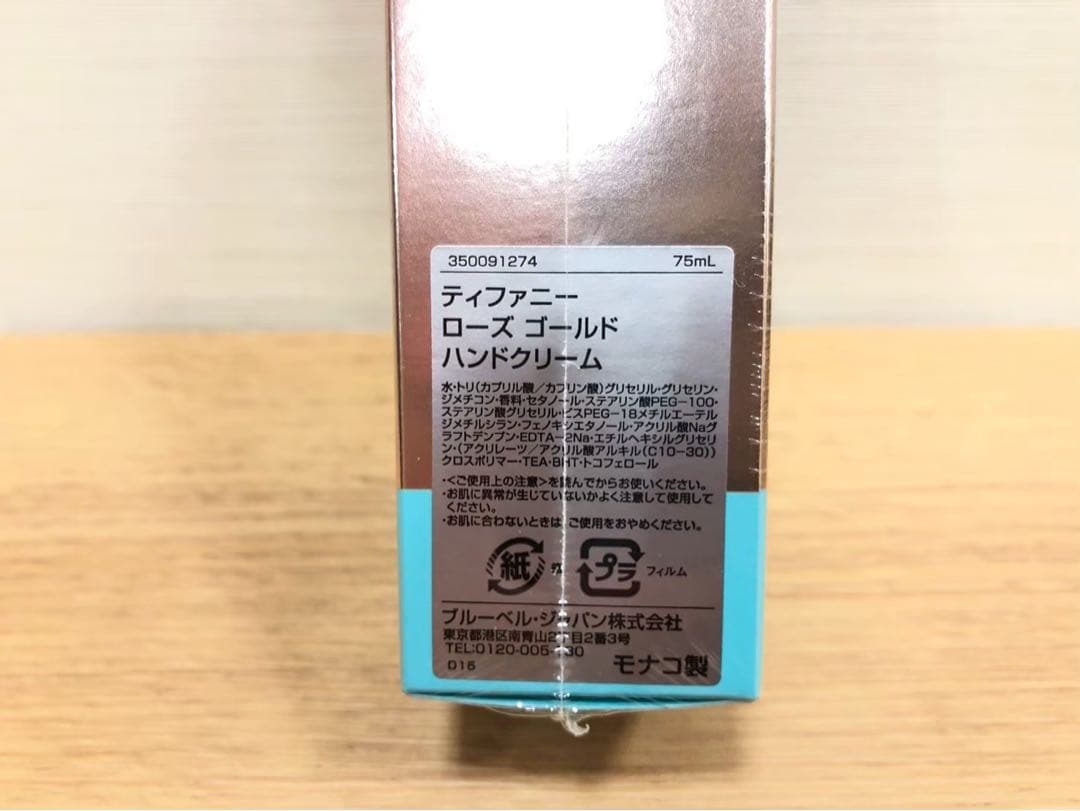 350091274 75mL
ティファニー
ローズ ゴールド
ハンドクリーム
水・トリ(カプリル酸/カプリン酸)グリセリル・グリセリン・
ジメチコン・香料・セタノール・ステアリン酸PEG-100・
ステアリン酸グリセリル・ビスPEG-18メチルエーテル
ジメチルシラン・フェノキシエタノール・アクリル酸Naグ
ラフトデンプン・EDTA-2Na・エチルヘキシルグリセリ
ン・(アクリレーツ/アクリル酸アルキル(C10-30))
クロスポリマー・TEA・BHT・トコフェロール
・<ご使用上の注意>を読んでからお使いください。
・お肌に異常が生じていないかよく注意して使用して
ください。
・お肌に合わないときは、ご使用をおやめください。
紙 プラ フィルム
ブルーベル・ジャパン株式会社
東京都港区南青山2丁目2番3号
TEL:0120-005-130
D15 モナコ製